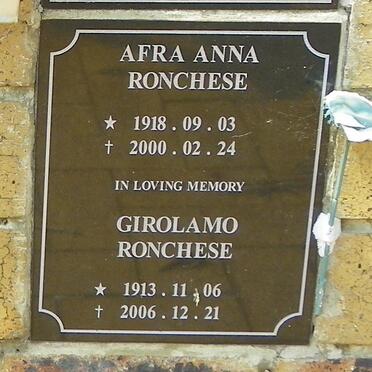 AFRA ANNA
RONCHESE
★ 1918 . 09 . 03
† 2000 . 02 . 24
IN LOVING MEMORY
GIROLAMO
RONCHESE
★ 1913 . 11 . 06
† 2006 . 12 . 21